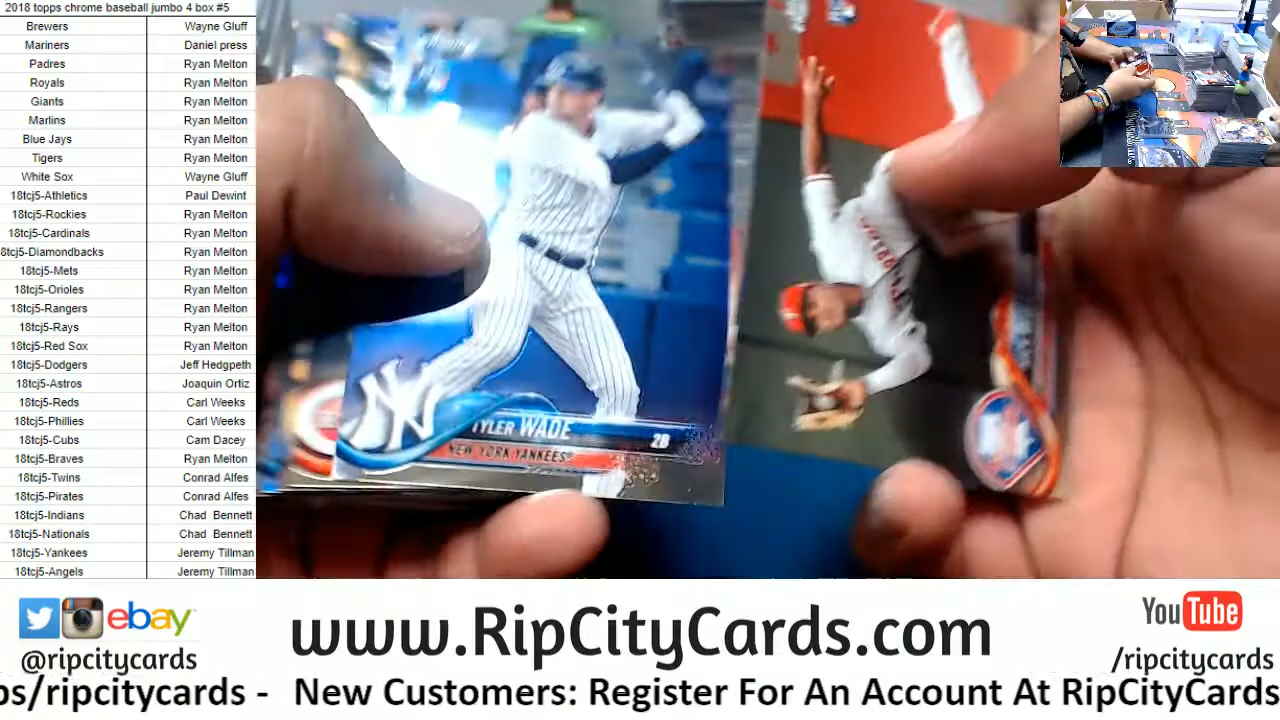 2018 topps chrome baseball jumbo 4 box #5
Brewers Wayne Gluff
Mariners Daniel press
Padres Ryan Melton
Royals Ryan Melton
Giants Ryan Melton
Marlins Ryan Melton
Blue Jays Ryan Melton
Tigers Ryan Melton
White Sox Wayne Gluff
18tcj5-Athletics Paul Dewint
18tcj5-Rockies Ryan Melton
18tcj5-Cardinals Ryan Melton
18tcj5-Diamondbacks Ryan Melton
18tcj5-Mets Ryan Melton
18tcj5-Orioles Ryan Melton
18tcj5-Rangers Ryan Melton
18tcj5-Rays Ryan Melton
18tcj5-Red Sox Ryan Melton
18tcj5-Dodgers Jeff Hedgpeth
18tcj5-Astros Joaquin Ortiz
18tcj5-Reds Carl Weeks
18tcj5-Phillies Carl Weeks
18tcj5-Cubs Cam Dacey
18tcj5-Braves Ryan Melton
18tcj5-Twins Conrad Alfes
18tcj5-Pirates Conrad Alfes
18tcj5-Indians Chad Bennett
18tcj5-Nationals Chad Bennett
18tcj5-Yankees Jeremy Tillman
18tcj5-Angels Jeremy Tillman
NY
TYLER WADE 2B
NEW YORK YANKEES
ebay
@ripcitycards
www.RipCityCards.com
YouTube
/ripcitycards
ps/ripcitycards - New Customers: Register For An Account At RipCityCards